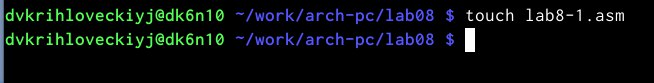 dvkrihloveckiyj@dk6n10 ~/work/arch-pc/lab08 $ touch lab8-1.asm
dvkrihloveckiyj@dk6n10 ~/work/arch-pc/lab08 $